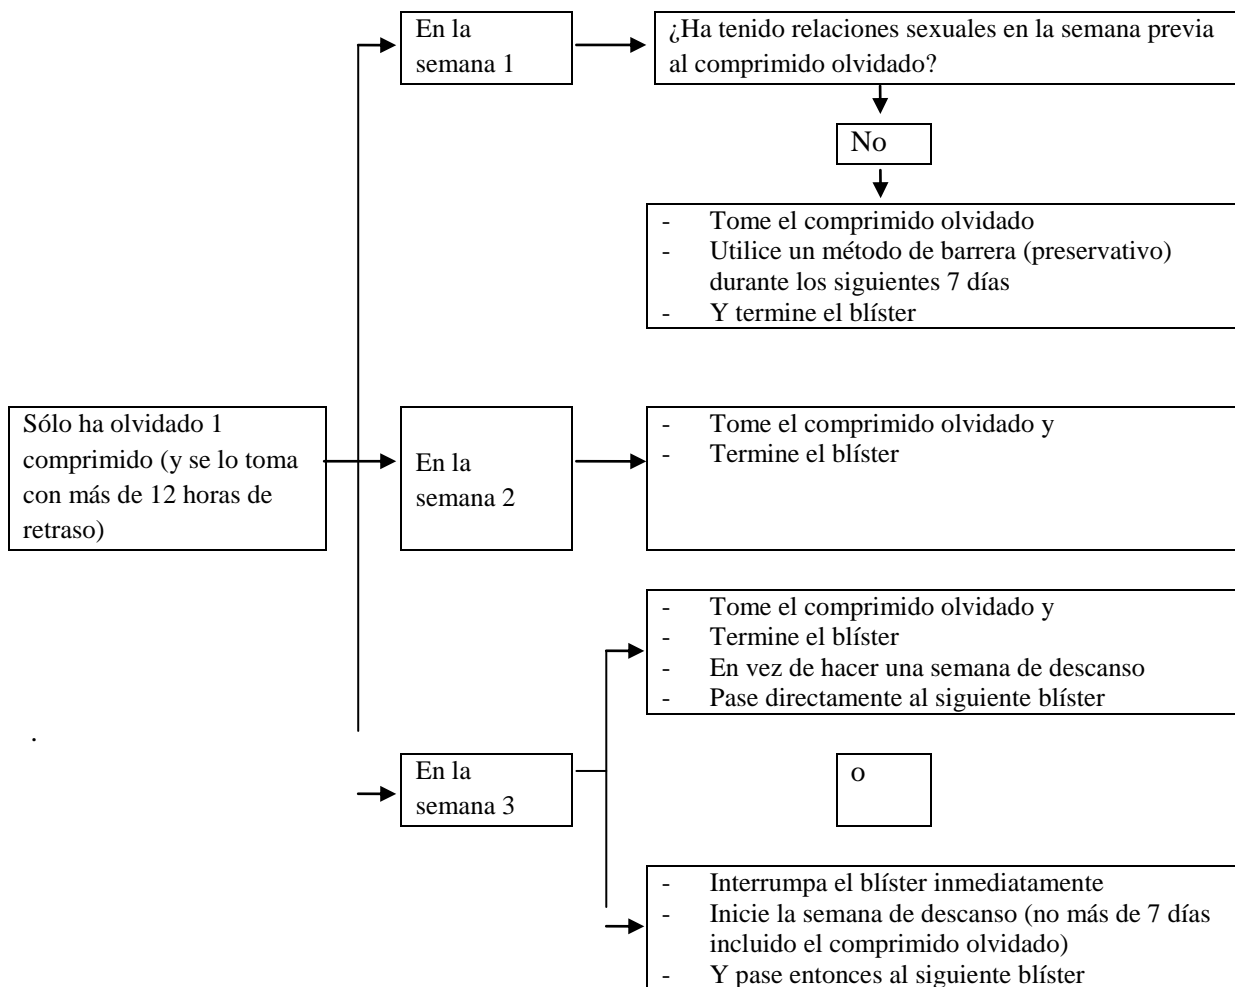 En la
semana 1
¿Ha tenido relaciones sexuales en la semana previa
al comprimido olvidado?
No
- Tome el comprimido olvidado
- Utilice un método de barrera (preservativo)
durante los siguientes 7 días
- Y termine el blíster
Sólo ha olvidado 1
comprimido (y se lo toma
con más de 12 horas de
retraso)
En la
semana 2
- Tome el comprimido olvidado y
- Termine el blíster
- Tome el comprimido olvidado y
- Termine el blíster
- En vez de hacer una semana de descanso
- Pase directamente al siguiente blíster
.
En la
semana 3
o
- Interrumpa el blíster inmediatamente
- Inicie la semana de descanso (no más de 7 días
incluido el comprimido olvidado)
- Y pase entonces al siguiente blíster